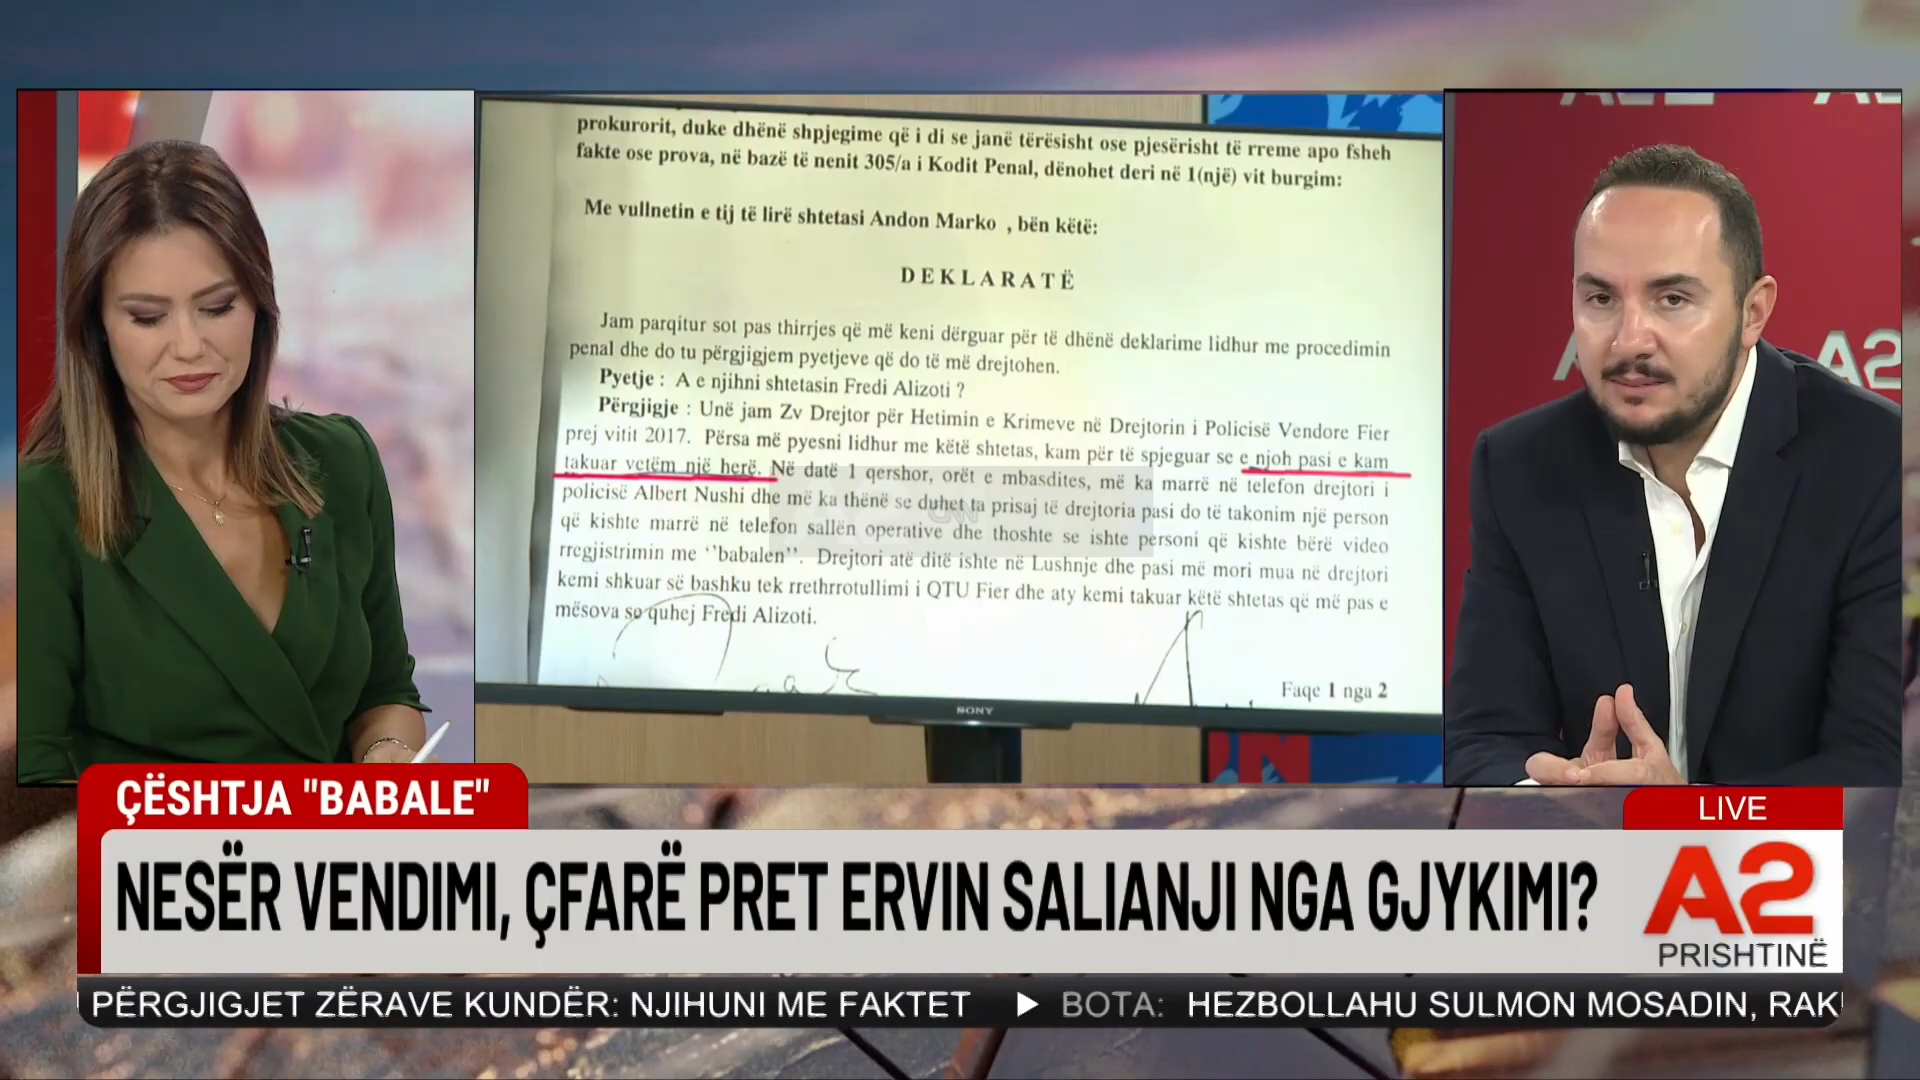 prokurorit, duke dhënë shpjegime që i di se janë tërësisht ose pjesërisht të rreme apo fsheh
fakte ose prova, në bazë të nenit 305/a i Kodit Penal, dënohet deri në 1(një) vit burgim:
Me vullnetin e tij të lirë shtetasi Andon Marko , bën këtë:
DEKLARATË
Jam parqitur sot pas thirrjes që më keni dërguar për të dhënë deklarime lidhur me procedimin
penal dhe do tu përgjigjem pyetjeve që do të më drejtohen.
Pyetje : A e njihni shtetasin Fredi Alizoti ?
Përgjigje : Unë jam Zv Drejtor për Hetimin e Krimeve në Drejtorin i Policisë Vendore Fier
prej vitit 2017. Përsa më pyesni lidhur me këtë shtetas, kam për të spjeguar se e njoh pasi e kam
takuar vetëm një herë. Në datë 1 qershor, orët e mbasdites, më ka marrë në telefon drejtori i
policisë Albert Nushi dhe më ka thënë se duhet ta prisaj të drejtoria pasi do të takonim një person
që kishte marrë në telefon sallën operative dhe thoshte se ishte personi që kishte bërë video
rregjistrimin me ‘’babalen’’. Drejtori atë ditë ishte në Lushnje dhe pasi më mori mua në drejtori
kemi shkuar së bashku tek rrethrrotullimi i QTU Fier dhe aty kemi takuar këtë shtetas që më pas e
mësova se quhej Fredi Alizoti.
Faqe 1 nga 2
SONY
A2
ÇËSHTJA "BABALE"
LIVE
NESËR VENDIMI, ÇFARË PRET ERVIN SALIANJI NGA GJYKIMI?
A2
PRISHTINË
PËRGJIGJET ZËRAVE KUNDËR: NJIHUNI ME FAKTET
BOTA: HEZBOLLAHU SULMON MOSADIN,